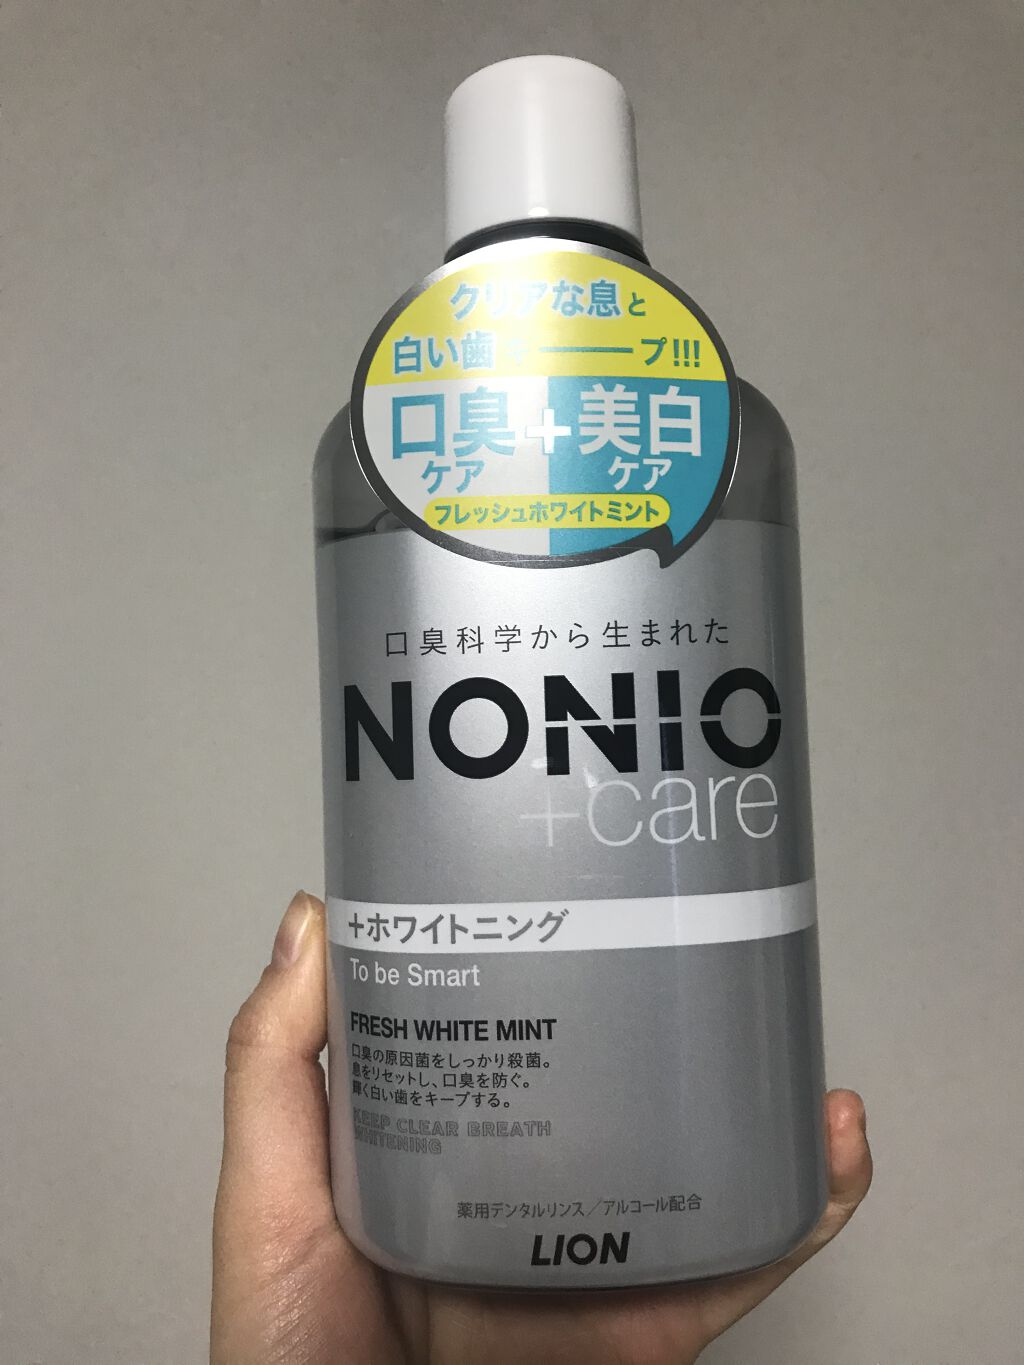 クリアな息と
白い歯キープ!!!
口臭+美白
ケア ケア
フレッシュホワイトミント
口臭科学から生まれた
NONIO
+care
+ホワイトニング
To be Smart
FRESH WHITE MINT
口臭の原因菌をしっかり殺菌。
息をリセットし、口臭を防ぐ。
輝く白い歯をキープする。
KEEP CLEAR BREATH
WHITENING
薬用デンタルリンス/アルコール配合
LION